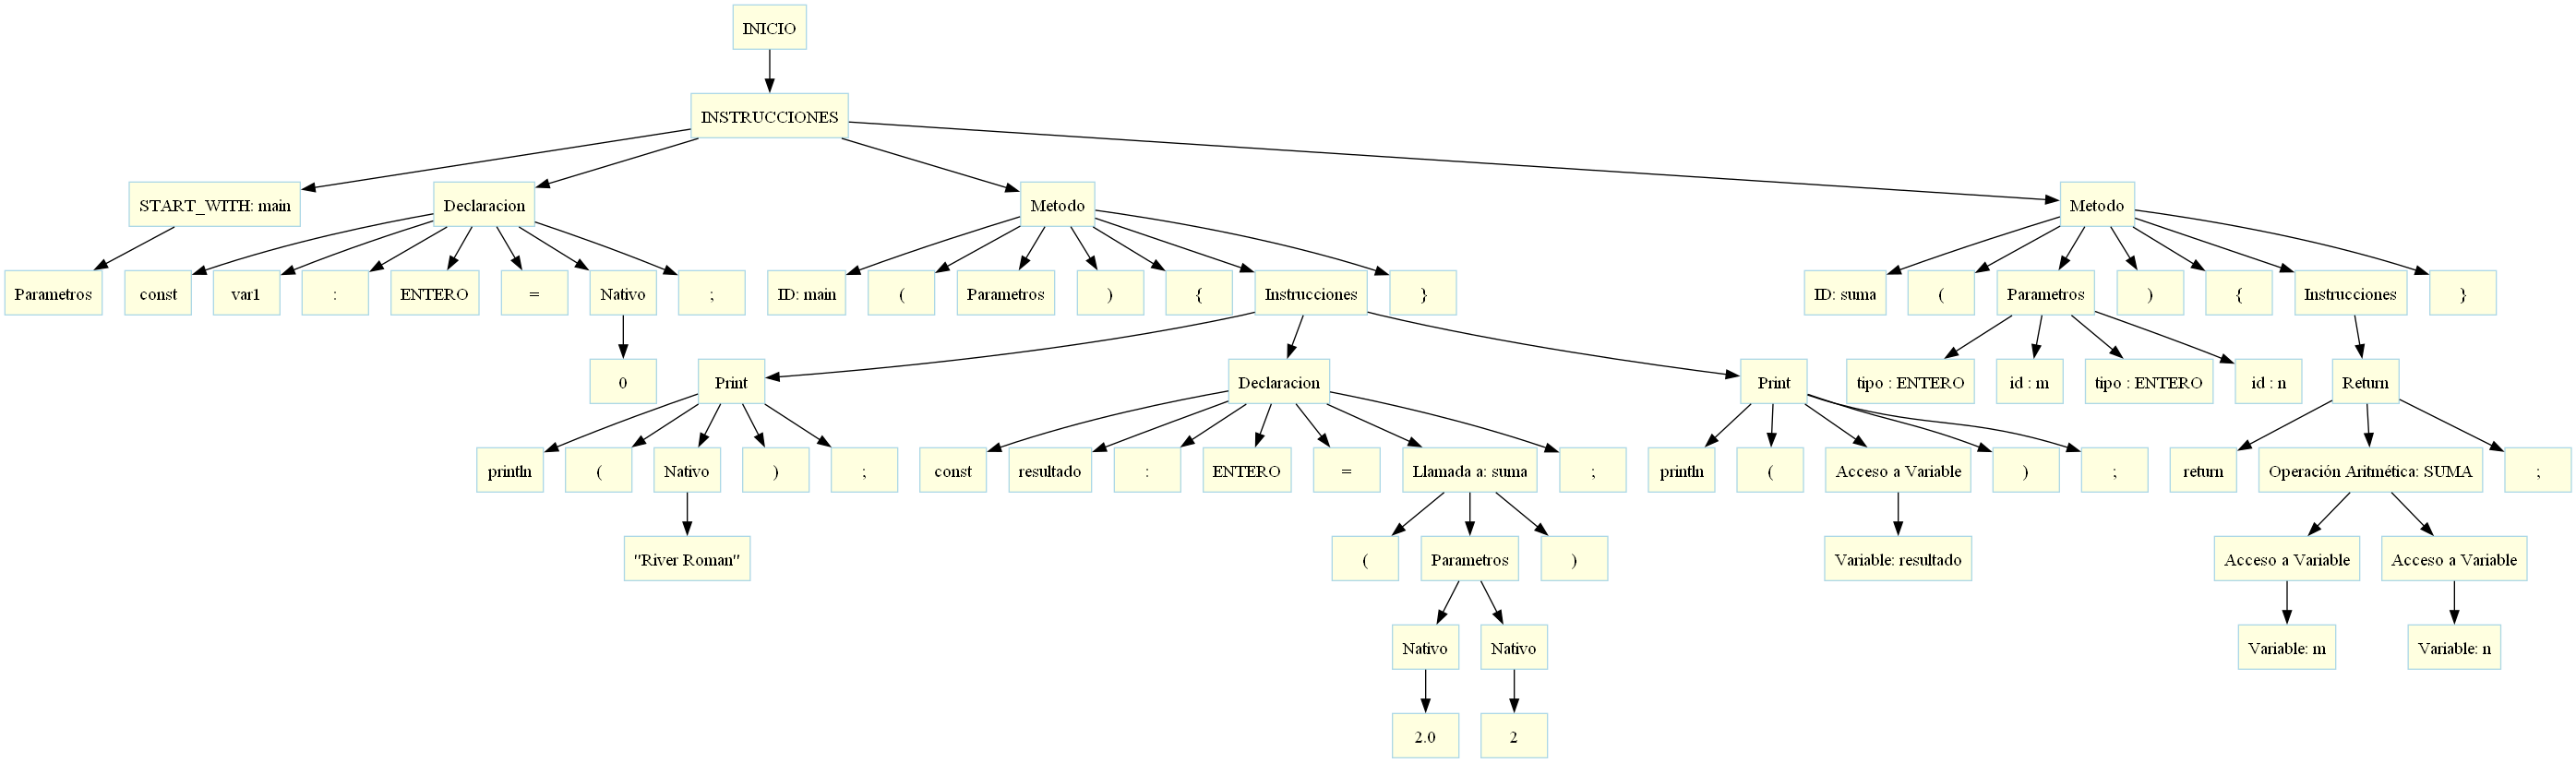 INICIO
INSTRUCCIONES
START_WITH: main
Declaracion
Metodo
Metodo
Parametros
const
var1
:
ENTERO
=
Nativo
;
ID: main
(
Parametros
)
{
Instrucciones
}
ID: suma
(
Parametros
)
{
Instrucciones
}
0
Print
Declaracion
Print
tipo : ENTERO
id : m
tipo : ENTERO
id : n
Return
println
(
Nativo
)
;
const
resultado
:
ENTERO
=
Llamada a: suma
;
println
(
Acceso a Variable
)
;
return
Operación Aritmética: SUMA
;
"River Roman"
(
Parametros
)
Variable: resultado
Acceso a Variable
Acceso a Variable
Nativo
Nativo
Variable: m
Variable: n
2.0
2